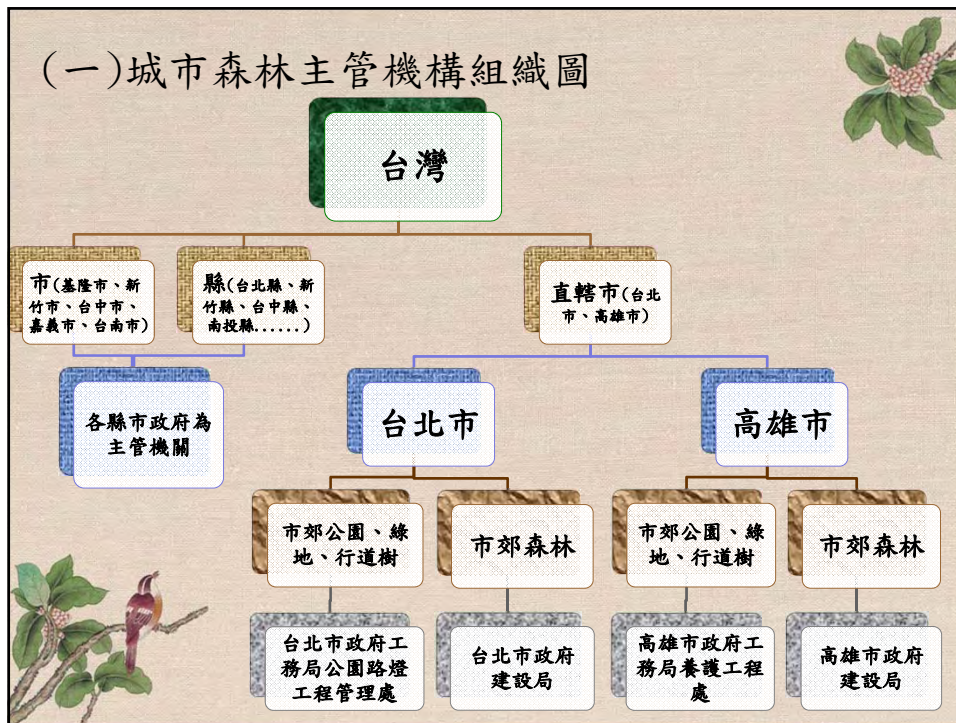 (一)城市森林主管機構組織圖
台灣
市(基隆市、新
竹市、台中市、
嘉義市、台南市)
縣(台北縣、新
竹縣、台中縣、
南投縣......)
直轄市(台北
市、高雄市)
各縣市政府為
主管機關
台北市
高雄市
市郊公園、綠
地、行道樹
市郊森林
市郊公園、綠
地、行道樹
市郊森林
台北市政府工
務局公園路燈
工程管理處
台北市政府
建設局
高雄市政府工
務局養護工程
處
高雄市政府
建設局